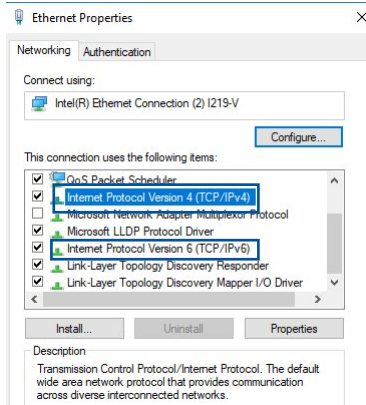 Ethernet Properties
Networking Authentication
Connect using:
Intel(R) Ethernet Connection (2) I219-V
Configure...
This connection uses the following items:
QoS Packet Scheduler
Internet Protocol Version 4 (TCP/IPv4)
Microsoft Network Adapter Multiplexor Protocol
Microsoft LLDP Protocol Driver
Internet Protocol Version 6 (TCP/IPv6)
Link-Layer Topology Discovery Responder
Link-Layer Topology Discovery Mapper I/O Driver
Install... Uninstall Properties
Description
Transmission Control Protocol/Internet Protocol. The default
wide area network protocol that provides communication
across diverse interconnected networks.